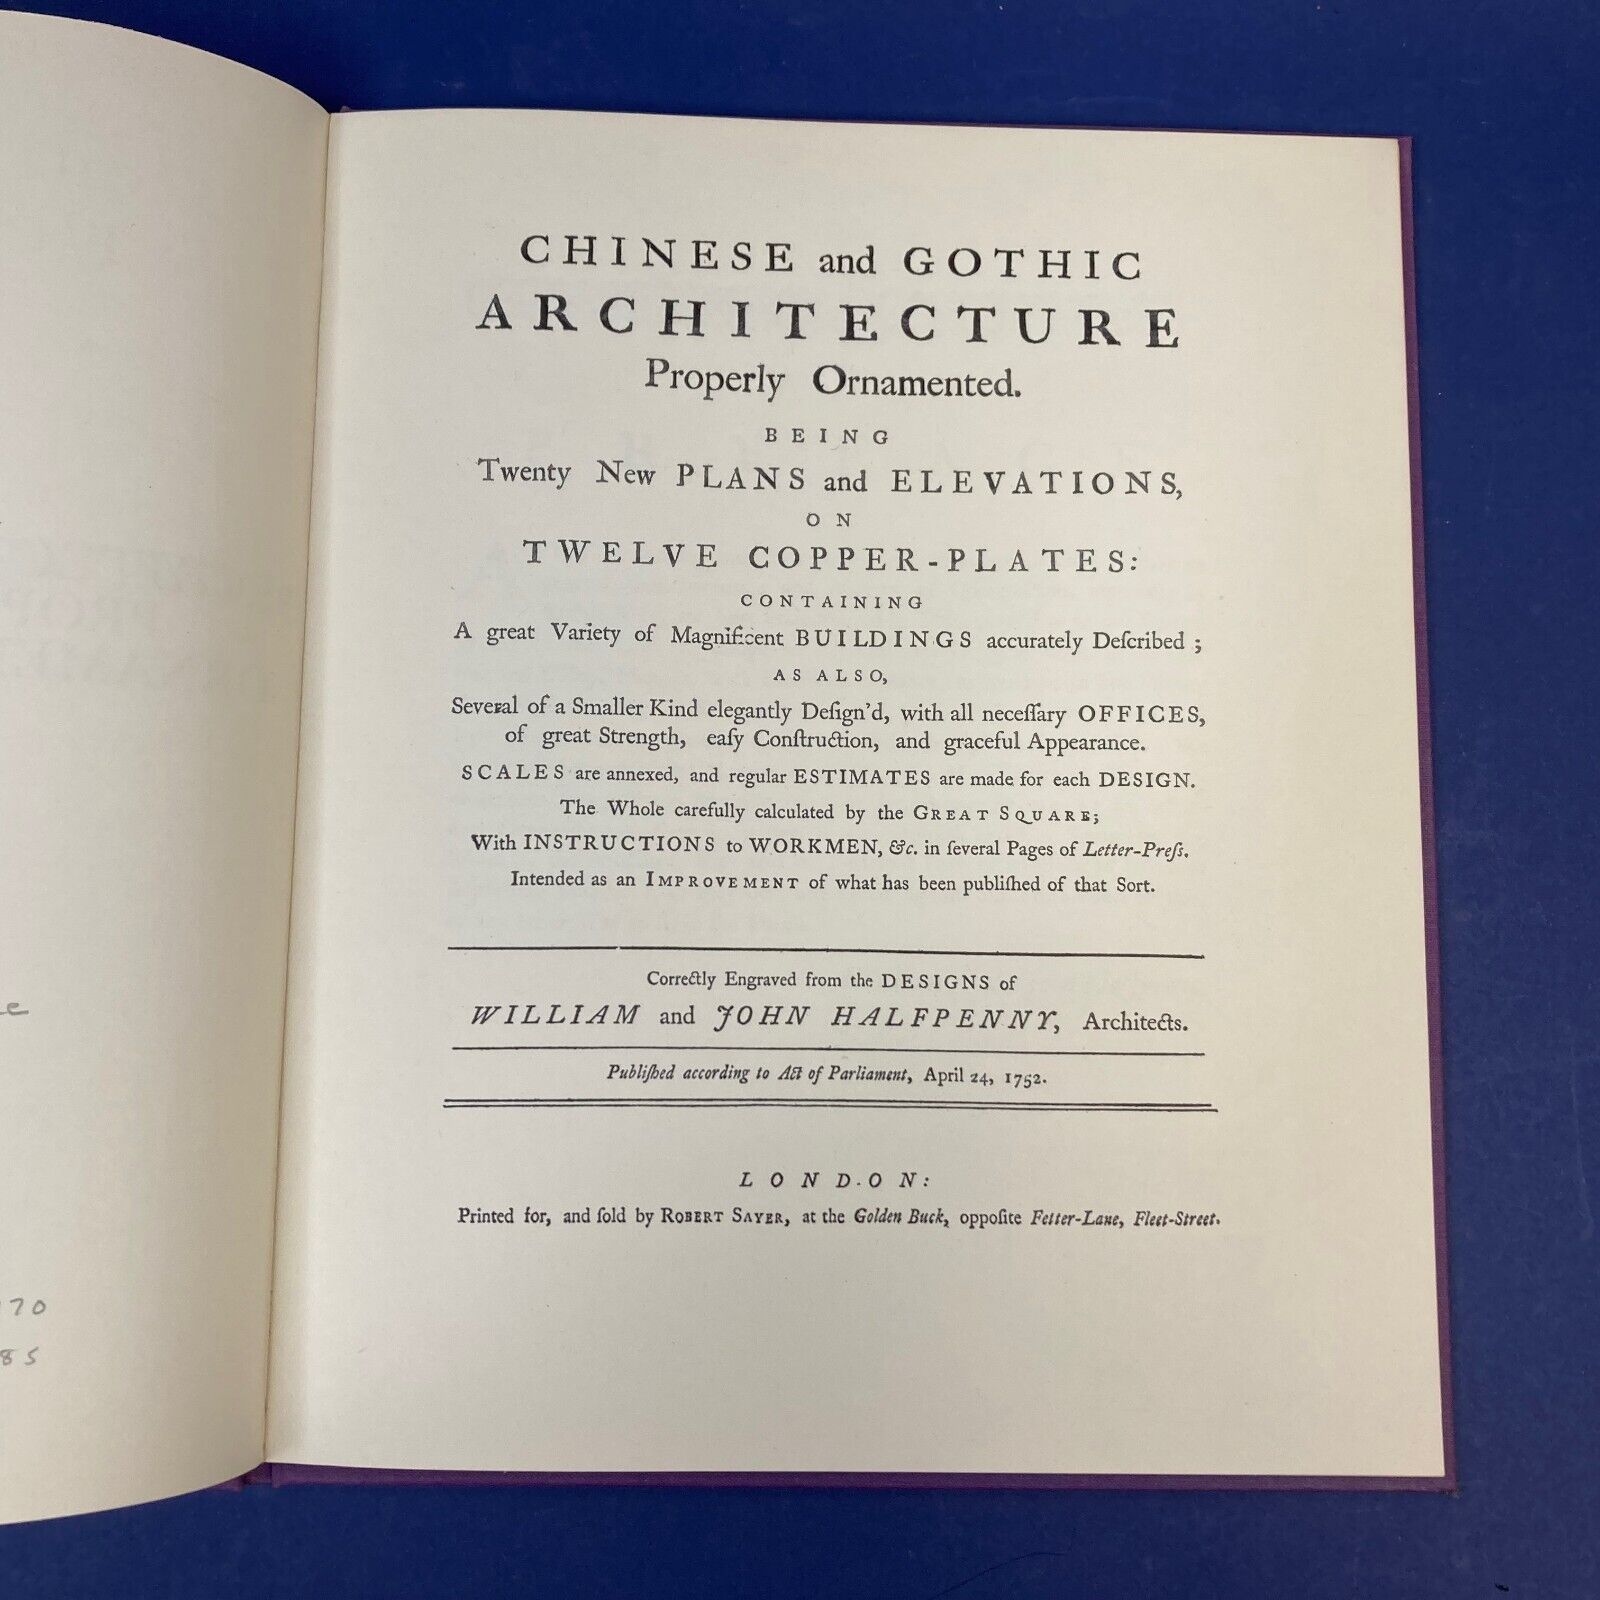 CHINESE and GOTHIC
ARCHITECTURE
Properly Ornamented.
BEING
Twenty New PLANS and ELEVATIONS,
ON
TWELVE COPPER-PLATES:
CONTAINING
A great Variety of Magnificent BUILDINGS accurately Deſcribed ;
AS ALSO,
Several of a Smaller Kind elegantly Deſign'd, with all neceſſary OFFICES,
of great Strength, eaſy Conſtruction, and graceful Appearance.
SCALES are annexed, and regular ESTIMATES are made for each DESIGN.
The Whole carefully calculated by the GREAT SQUARE;
With INSTRUCTIONS to WORKMEN, &c. in ſeveral Pages of Letter-Preſs.
Intended as an IMPROVEMENT of what has been publiſhed of that Sort.
Correctly Engraved from the DESIGNS of
WILLIAM and JOHN HALFPENNY, Architects.
Publiſhed according to Act of Parliament, April 24, 1752.
LONDON:
Printed for, and ſold by ROBERT SAYER, at the Golden Buck, oppoſite Fetter-Lane, Fleet-Street.
70
85